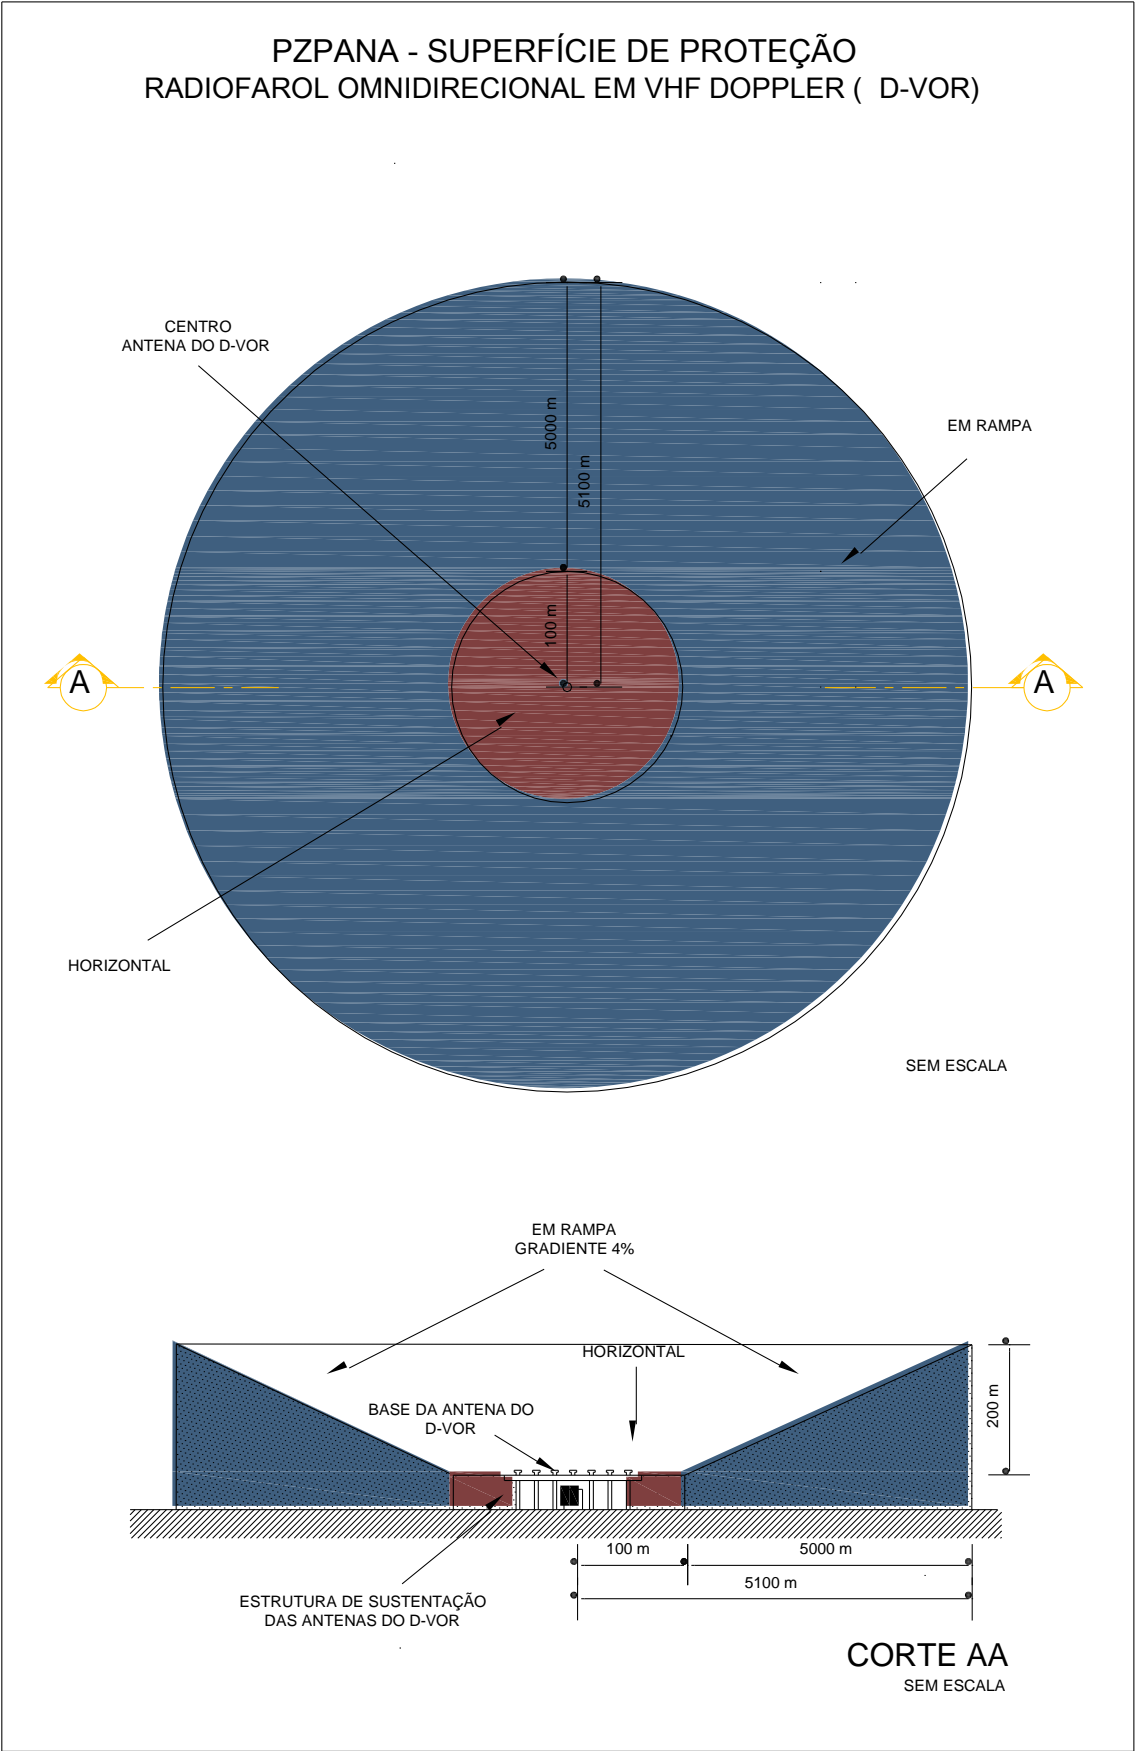 PZPANA - SUPERFÍCIE DE PROTEÇÃO
RADIOFAROL OMNIDIRECIONAL EM VHF DOPPLER ( D-VOR)
CENTRO
ANTENA DO D-VOR
5000 m
5100 m
EM RAMPA
100 m
A
A
HORIZONTAL
SEM ESCALA
EM RAMPA
GRADIENTE 4%
HORIZONTAL
BASE DA ANTENA DO
D-VOR
200 m
100 m
5000 m
5100 m
ESTRUTURA DE SUSTENTAÇÃO
DAS ANTENAS DO D-VOR
CORTE AA
SEM ESCALA